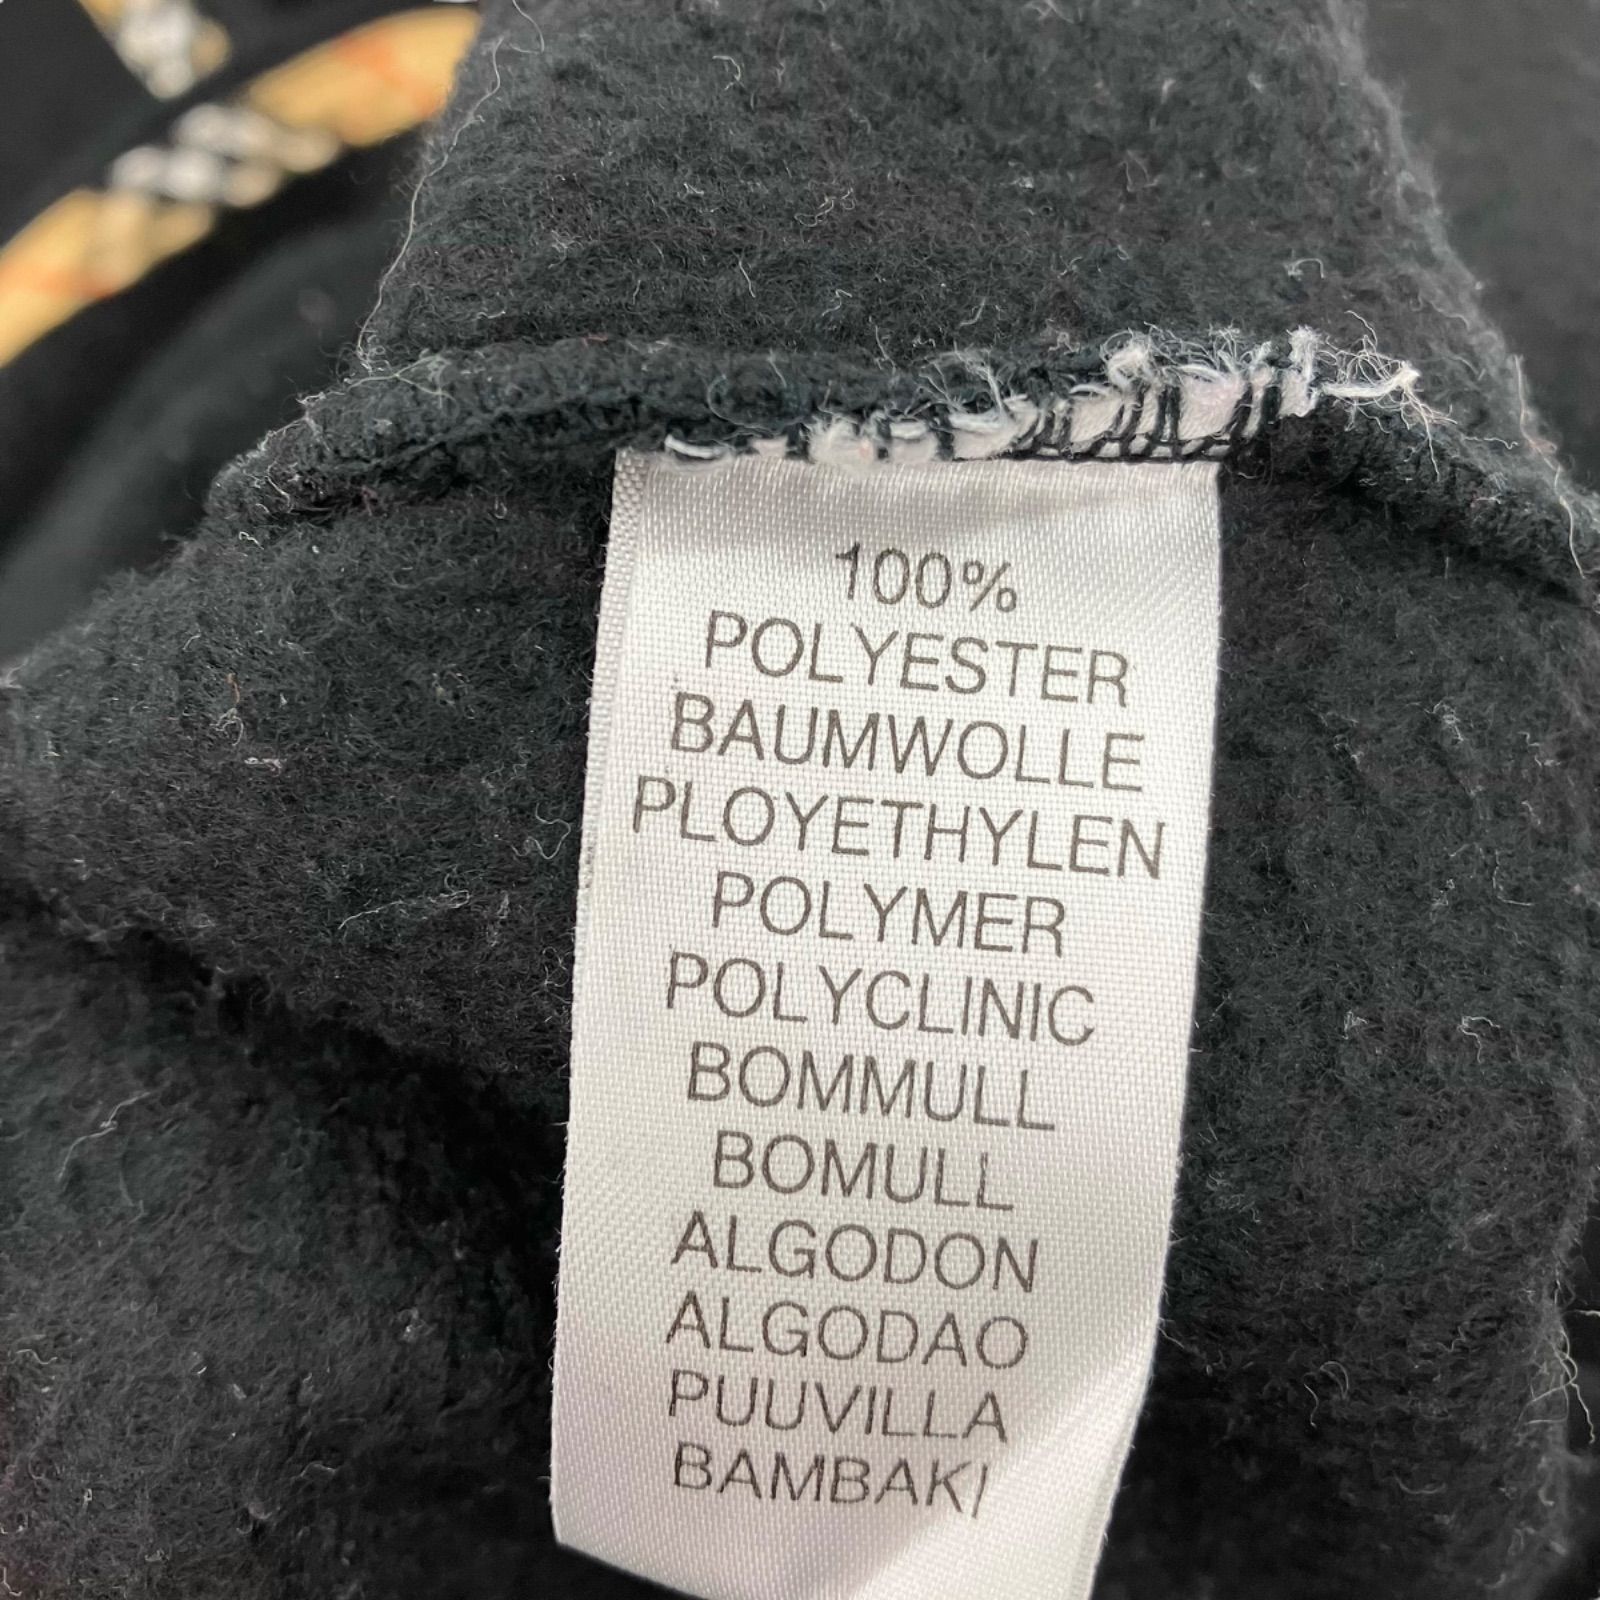 100%
POLYESTER
BAUMWOLLE
PLOYETHYLEN
POLYMER
POLYCLINIC
BOMMULL
BOMULL
ALGODON
ALGODAO
PUUVILLA
BAMBAKI